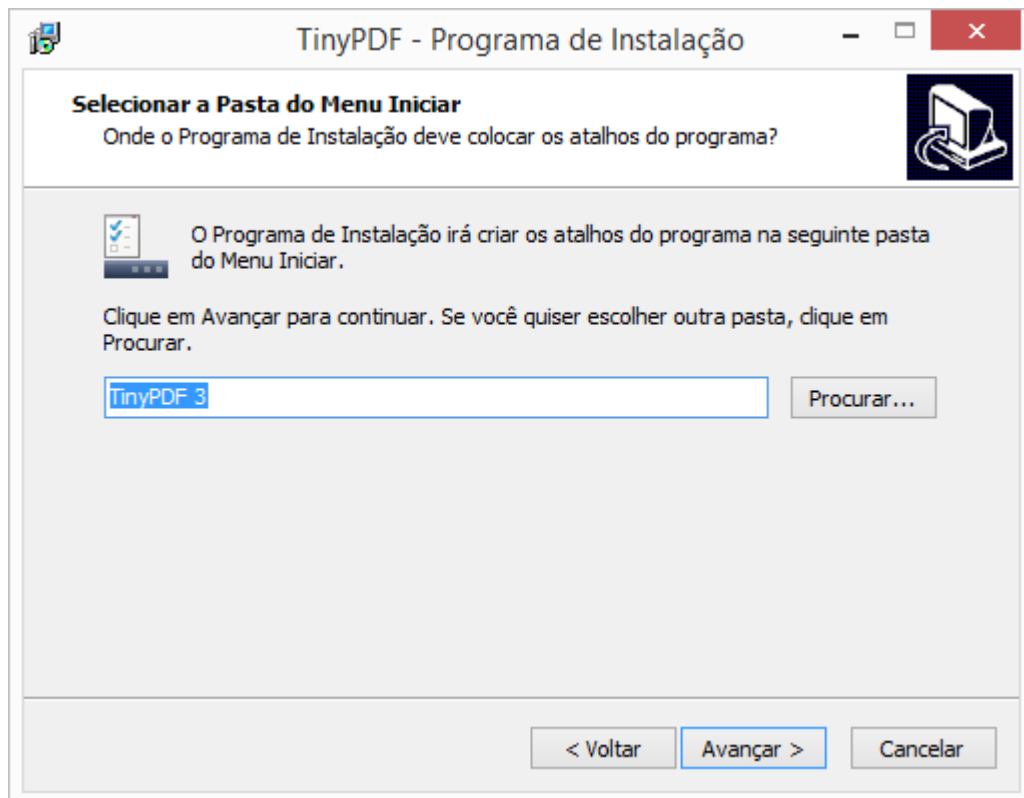 TinyPDF - Programa de Instalação
Selecionar a Pasta do Menu Iniciar
Onde o Programa de Instalação deve colocar os atalhos do programa?
O Programa de Instalação irá criar os atalhos do programa na seguinte pasta
do Menu Iniciar.
Clique em Avançar para continuar. Se você quiser escolher outra pasta, clique em
Procurar.
TinyPDF 3
Procurar...
< Voltar
Avançar >
Cancelar